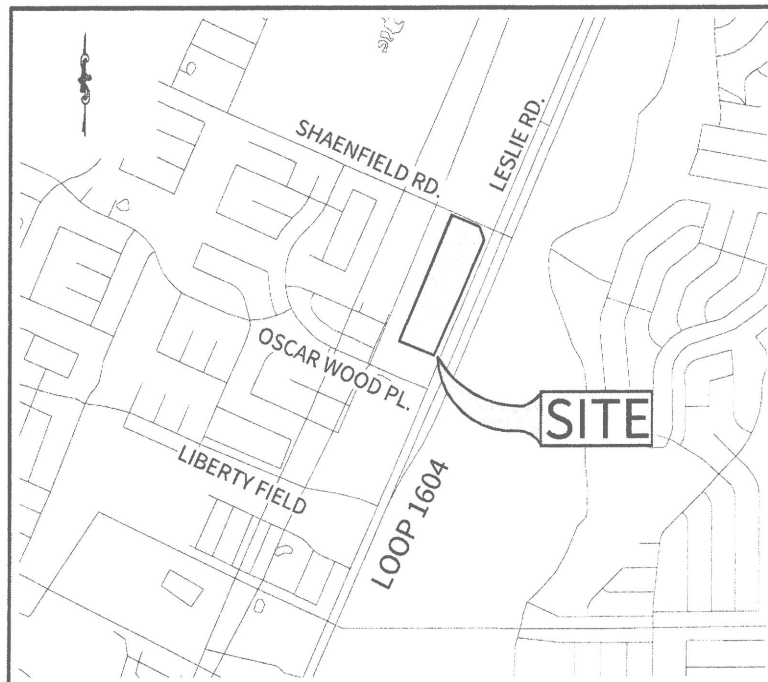 SHAENFIELD RD.
LESLIE RD.
OSCAR WOOD PL.
SITE
LIBERTY FIELD
LOOP 1604